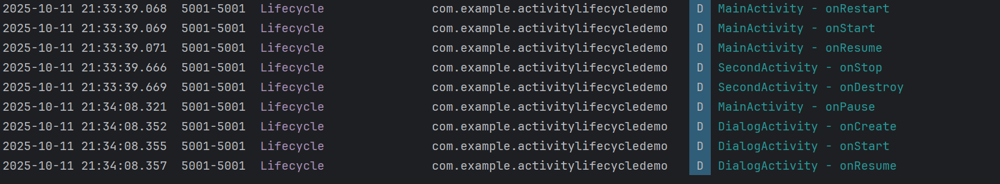 2025-10-11 21:33:39.068 5001-5001 Lifecycle com.example.activitylifecycledemo D MainActivity - onRestart
2025-10-11 21:33:39.069 5001-5001 Lifecycle com.example.activitylifecycledemo D MainActivity - onStart
2025-10-11 21:33:39.071 5001-5001 Lifecycle com.example.activitylifecycledemo D MainActivity - onResume
2025-10-11 21:33:39.666 5001-5001 Lifecycle com.example.activitylifecycledemo D SecondActivity - onStop
2025-10-11 21:33:39.669 5001-5001 Lifecycle com.example.activitylifecycledemo D SecondActivity - onDestroy
2025-10-11 21:34:08.321 5001-5001 Lifecycle com.example.activitylifecycledemo D MainActivity - onPause
2025-10-11 21:34:08.352 5001-5001 Lifecycle com.example.activitylifecycledemo D DialogActivity - onCreate
2025-10-11 21:34:08.355 5001-5001 Lifecycle com.example.activitylifecycledemo D DialogActivity - onStart
2025-10-11 21:34:08.357 5001-5001 Lifecycle com.example.activitylifecycledemo D DialogActivity - onResume